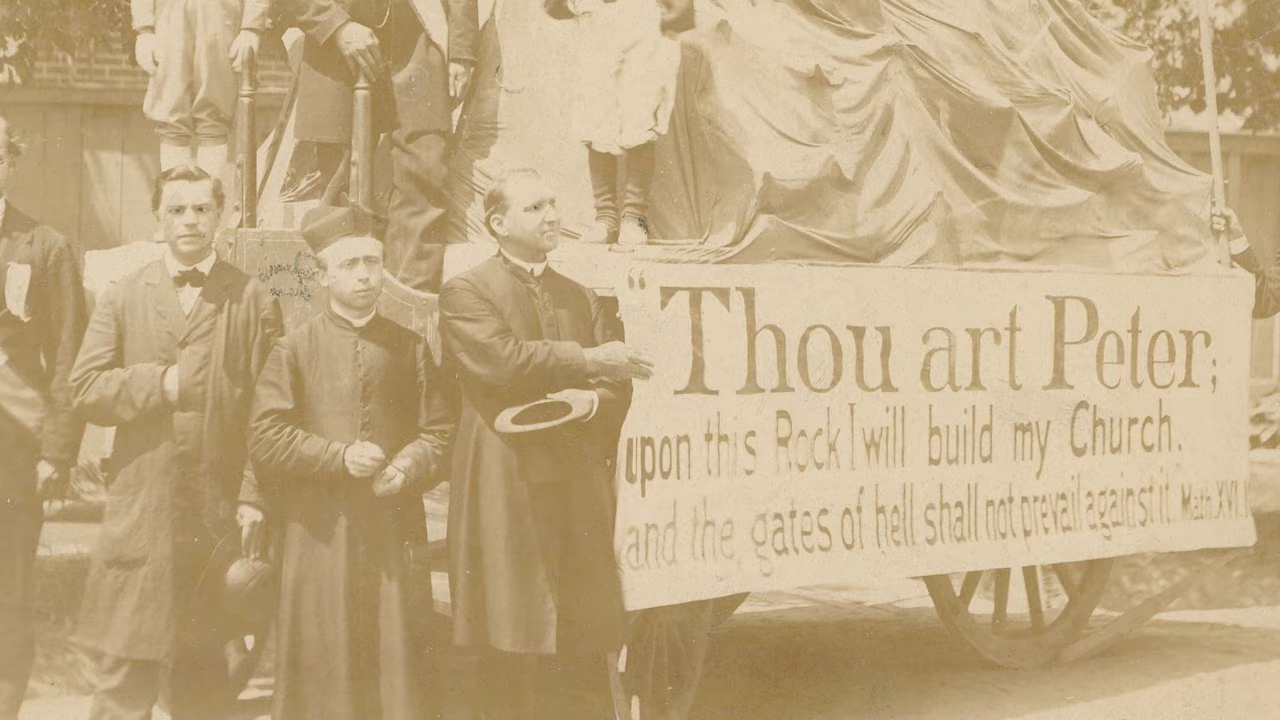 "Thou art Peter;
upon this Rock I will build my Church.
and the gates of hell shall not prevail against it Math XVI.